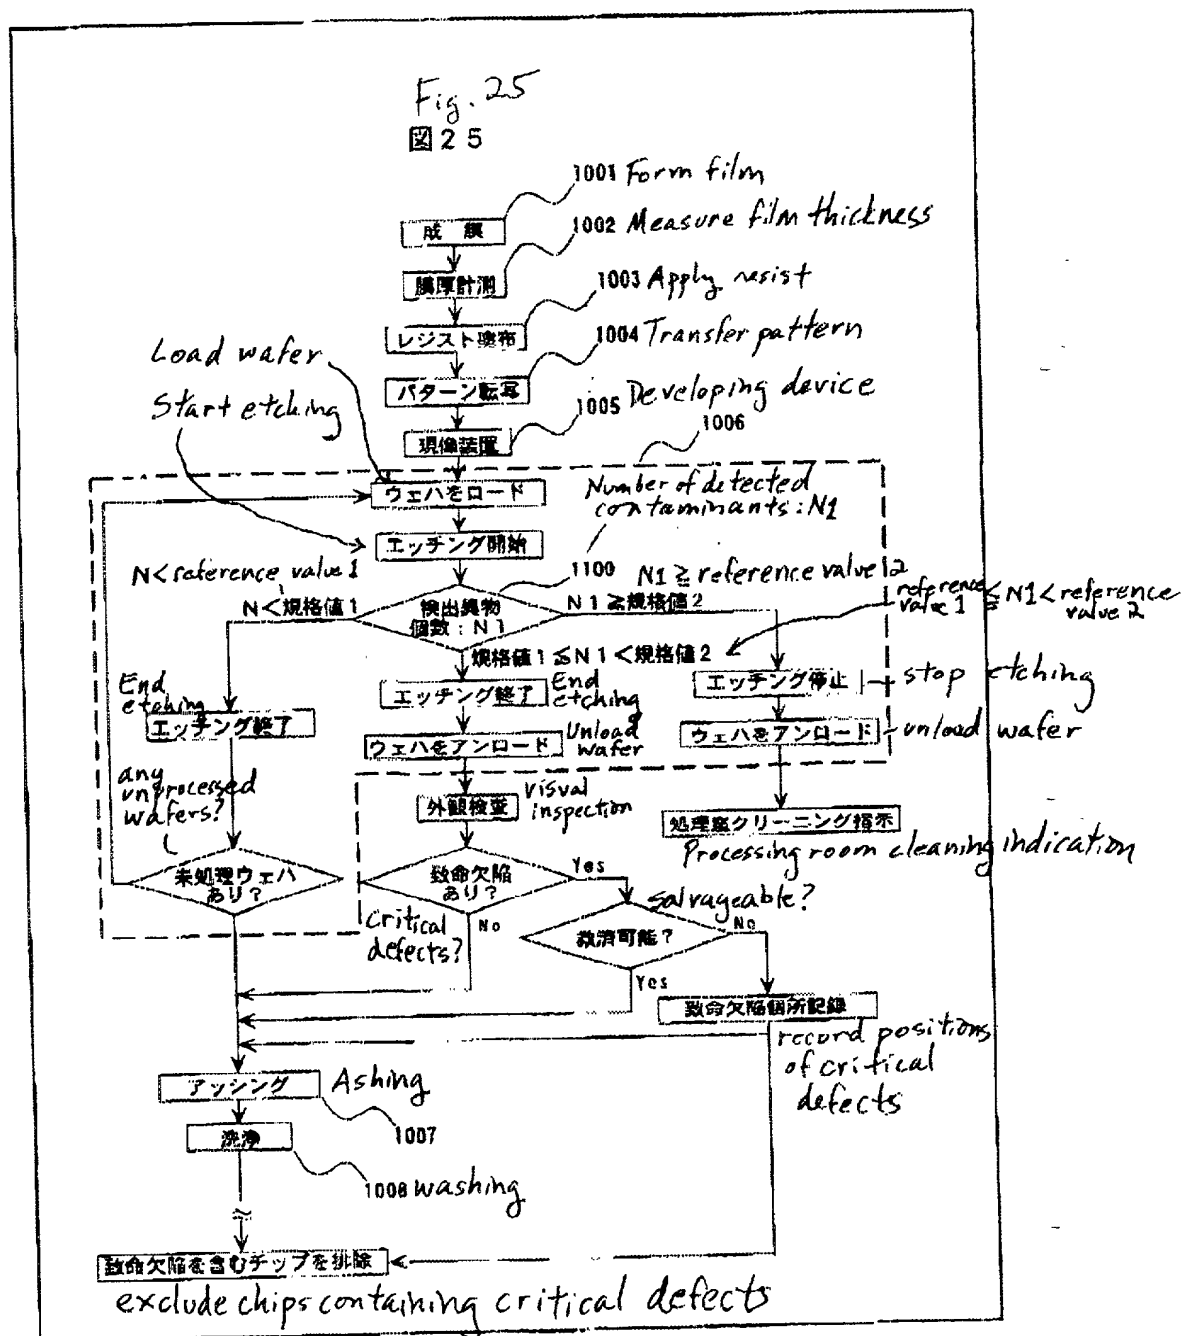 Fig. 25
図25
1001 Form film
成膜
1002 Measure film thickness
膜厚計測
1003 Apply resist
レジスト塗布
1004 Transfer pattern
パターン転写
1005 Developing device
現像装置
1006
Load wafer
Start etching
ウェハをロード
Number of detected
contaminants : N1
エッチング開始
1100
N < reference value 1
N1 ≧ reference value 2
reference
value 1 ≦ N1 < reference
value 2
N<規格値1
検出異物
個数:N1
N1≧規格値2
規格値1≦N1<規格値2
End
etching
エッチング終了
エッチング終了
End
etching
エッチング停止
stop etching
ウェハをアンロード
Unload
wafer
ウェハをアンロード
unload wafer
any
unprocessed
wafers?
外観検査
visual
inspection
処理室クリーニング指示
Processing room cleaning indication
未処理ウェハ
あり?
致命欠陥
あり?
Yes
No
critical
defects?
salvageable?
救済可能?
No
Yes
致命欠陥個所記録
record positions
of critical
defects
アッシング
Ashing
1007
洗浄
1008 washing
致命欠陥を含むチップを排除
exclude chips containing critical defects